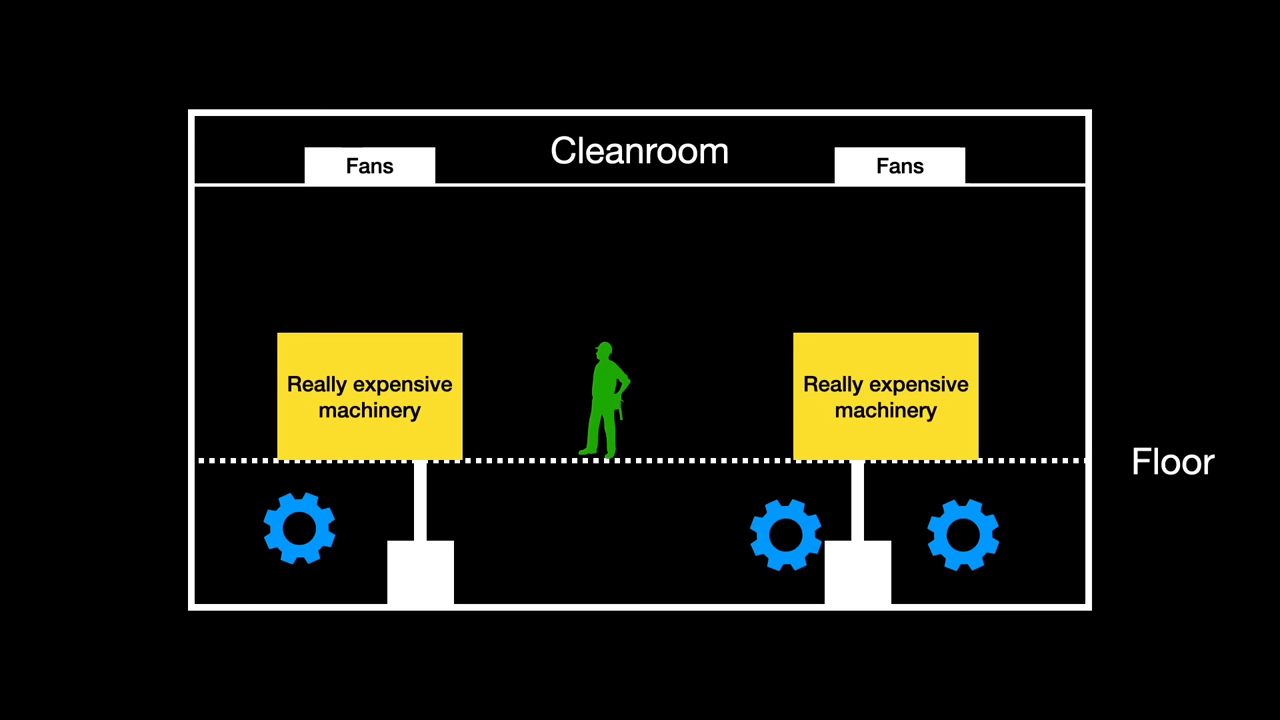 Cleanroom
Fans
Fans
Really expensive
machinery
Really expensive
machinery
Floor